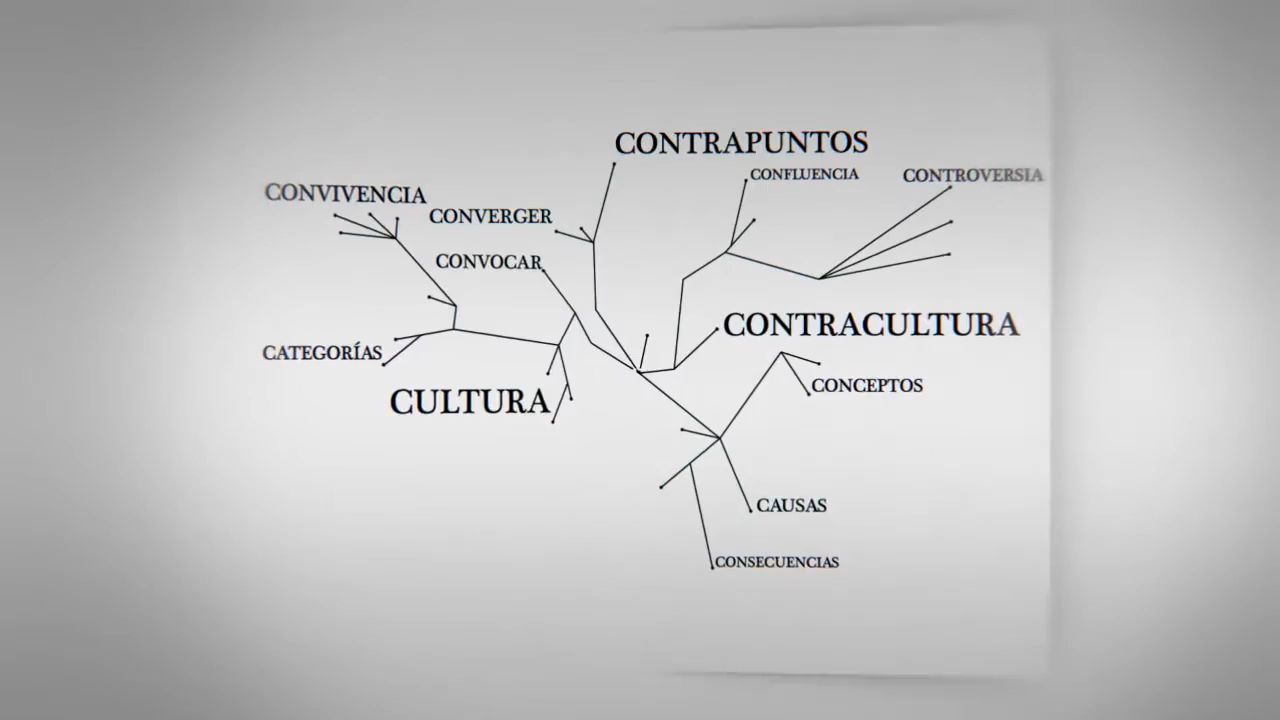 CONTRAPUNTOS
CONFLUENCIA
CONTROVERSIA
CONVIVENCIA
CONVERGER
CONVOCAR
CONTRACULTURA
CATEGORÍAS
CONCEPTOS
CULTURA
CAUSAS
CONSECUENCIAS